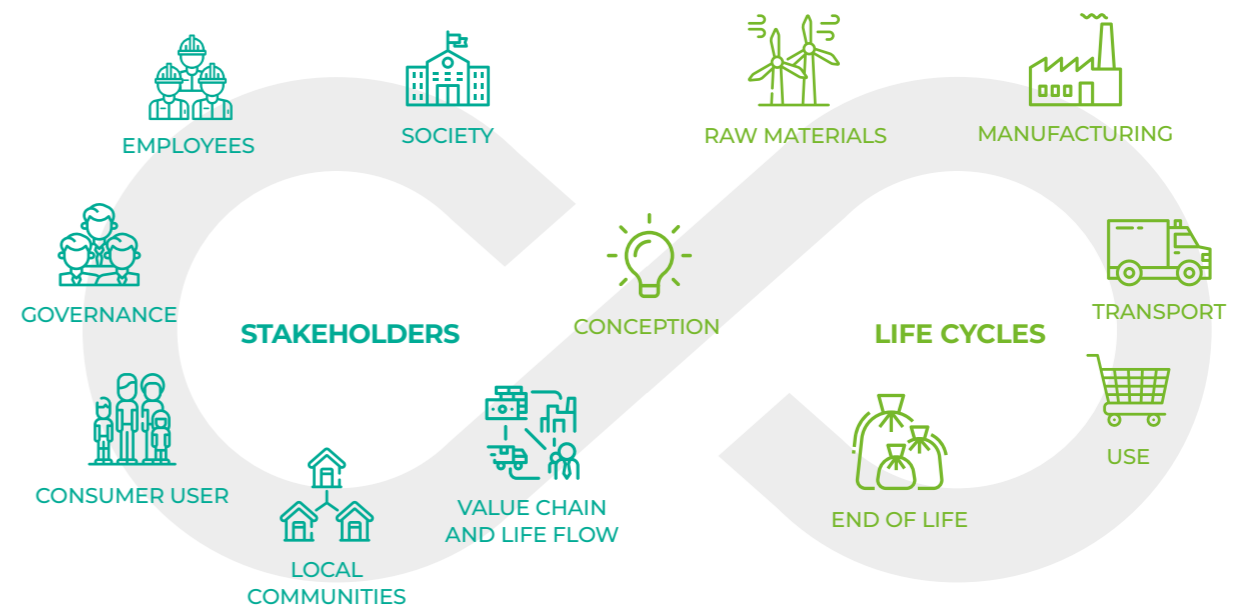 EMPLOYEES
SOCIETY
RAW MATERIALS
MANUFACTURING
GOVERNANCE
STAKEHOLDERS
CONCEPTION
LIFE CYCLES
TRANSPORT
CONSUMER USER
LOCAL
COMMUNITIES
VALUE CHAIN
AND LIFE FLOW
END OF LIFE
USE